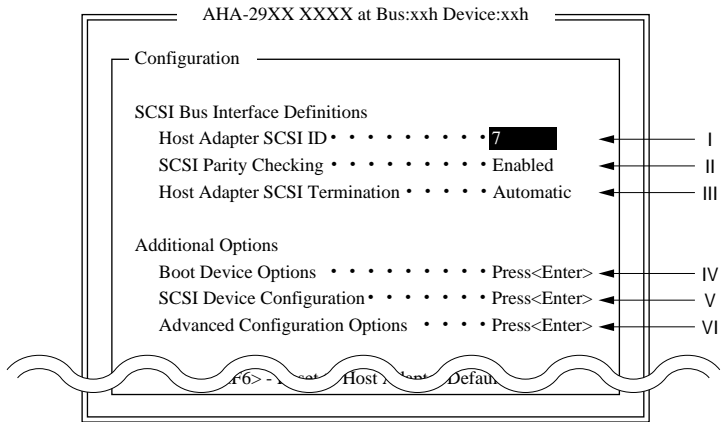 AHA-29XX XXXX at Bus:xxh Device:xxh
Configuration
SCSI Bus Interface Definitions
Host Adapter SCSI ID • • • • • • • • • 7 I
SCSI Parity Checking • • • • • • • • • Enabled II
Host Adapter SCSI Termination • • • • • Automatic III
Additional Options
Boot Device Options • • • • • • • • • Press<Enter> IV
SCSI Device Configuration • • • • • • • Press<Enter> V
Advanced Configuration Options • • • • Press<Enter> VI
F6> - Host